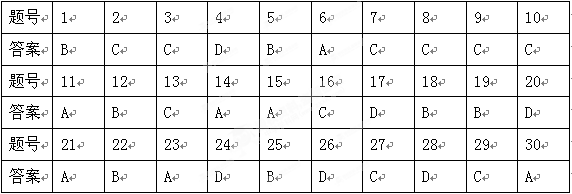 题号 1 2 3 4 5 6 7 8 9 10
答案 B C C D B A C C C C
题号 11 12 13 14 15 16 17 18 19 20
答案 A B C A A C D B B D
题号 21 22 23 24 25 26 27 28 29 30
答案 A B A D B D C D C A